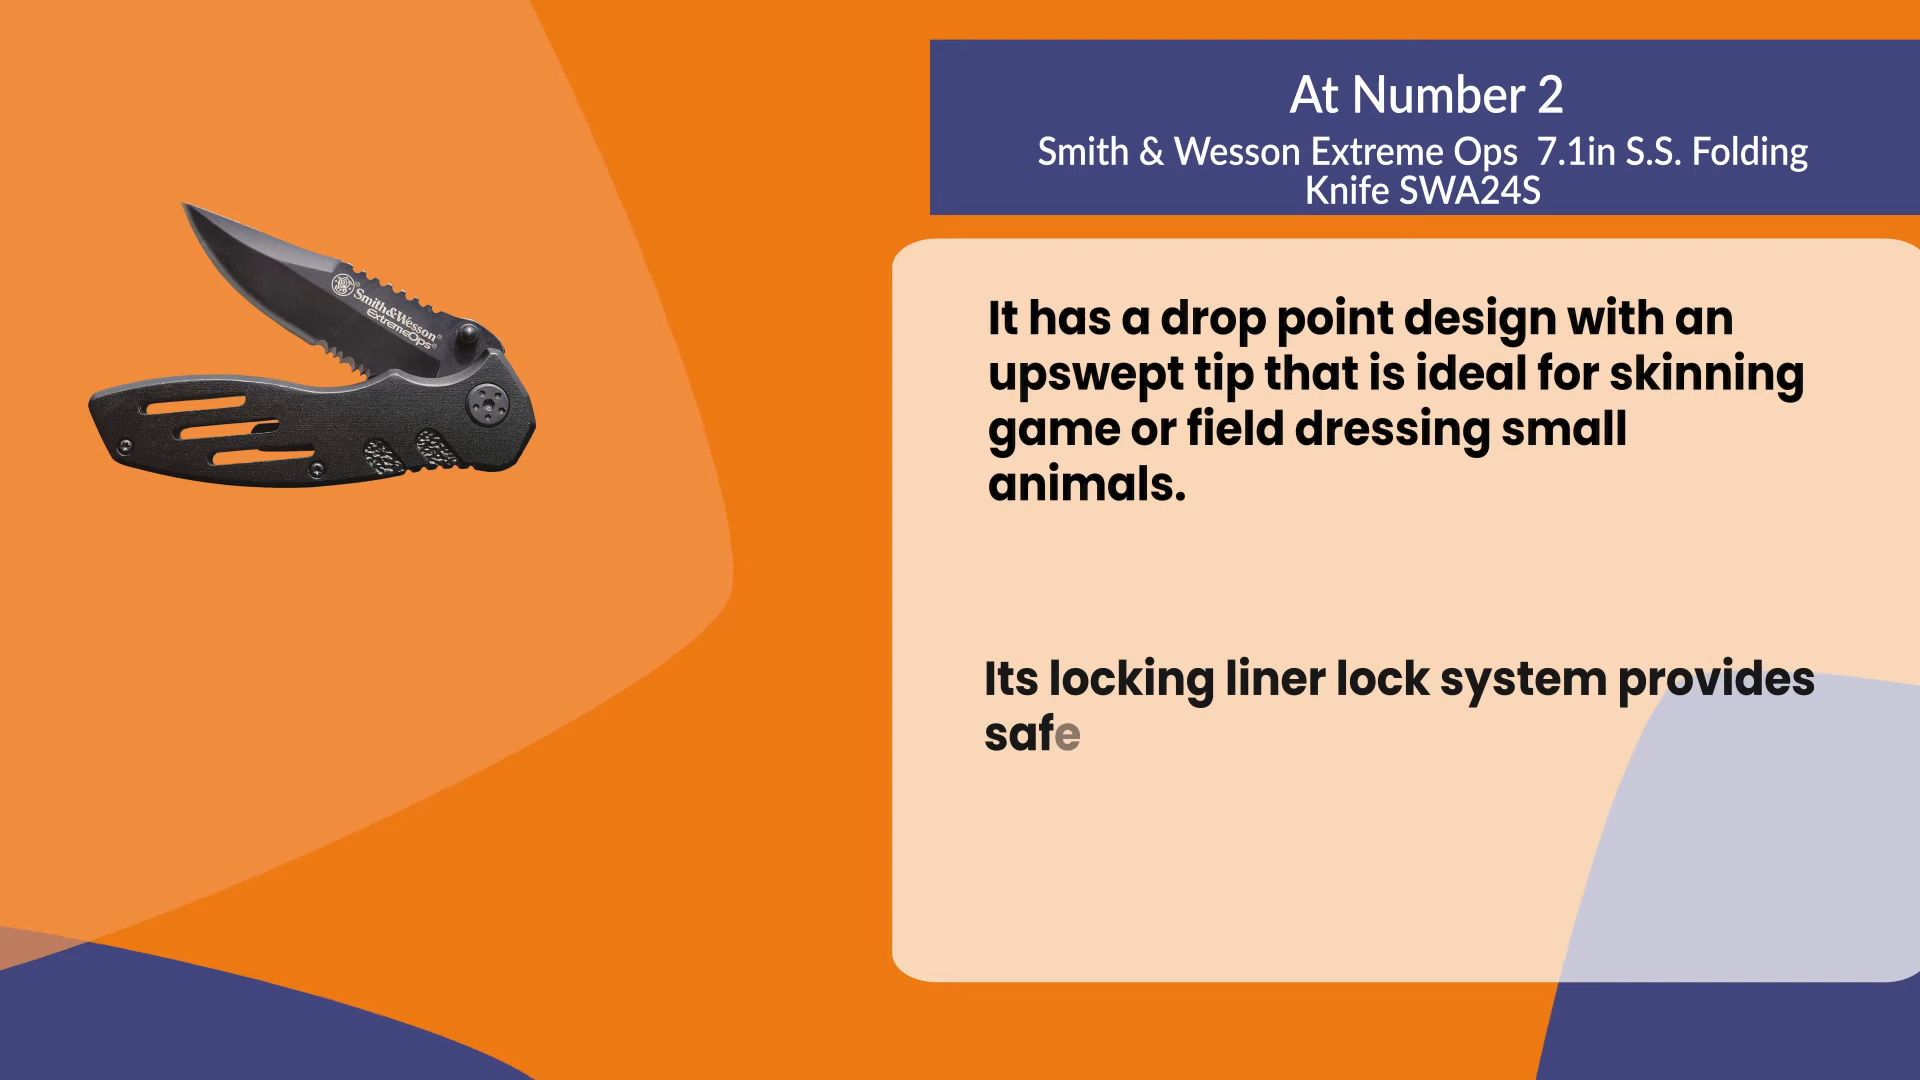 At Number 2
Smith & Wesson Extreme Ops 7.1in S.S. Folding
Knife SWA24S
Smith&Wesson
ExtremeOps
It has a drop point design with an
upswept tip that is ideal for skinning
game or field dressing small
animals.
Its locking liner lock system provides
safe